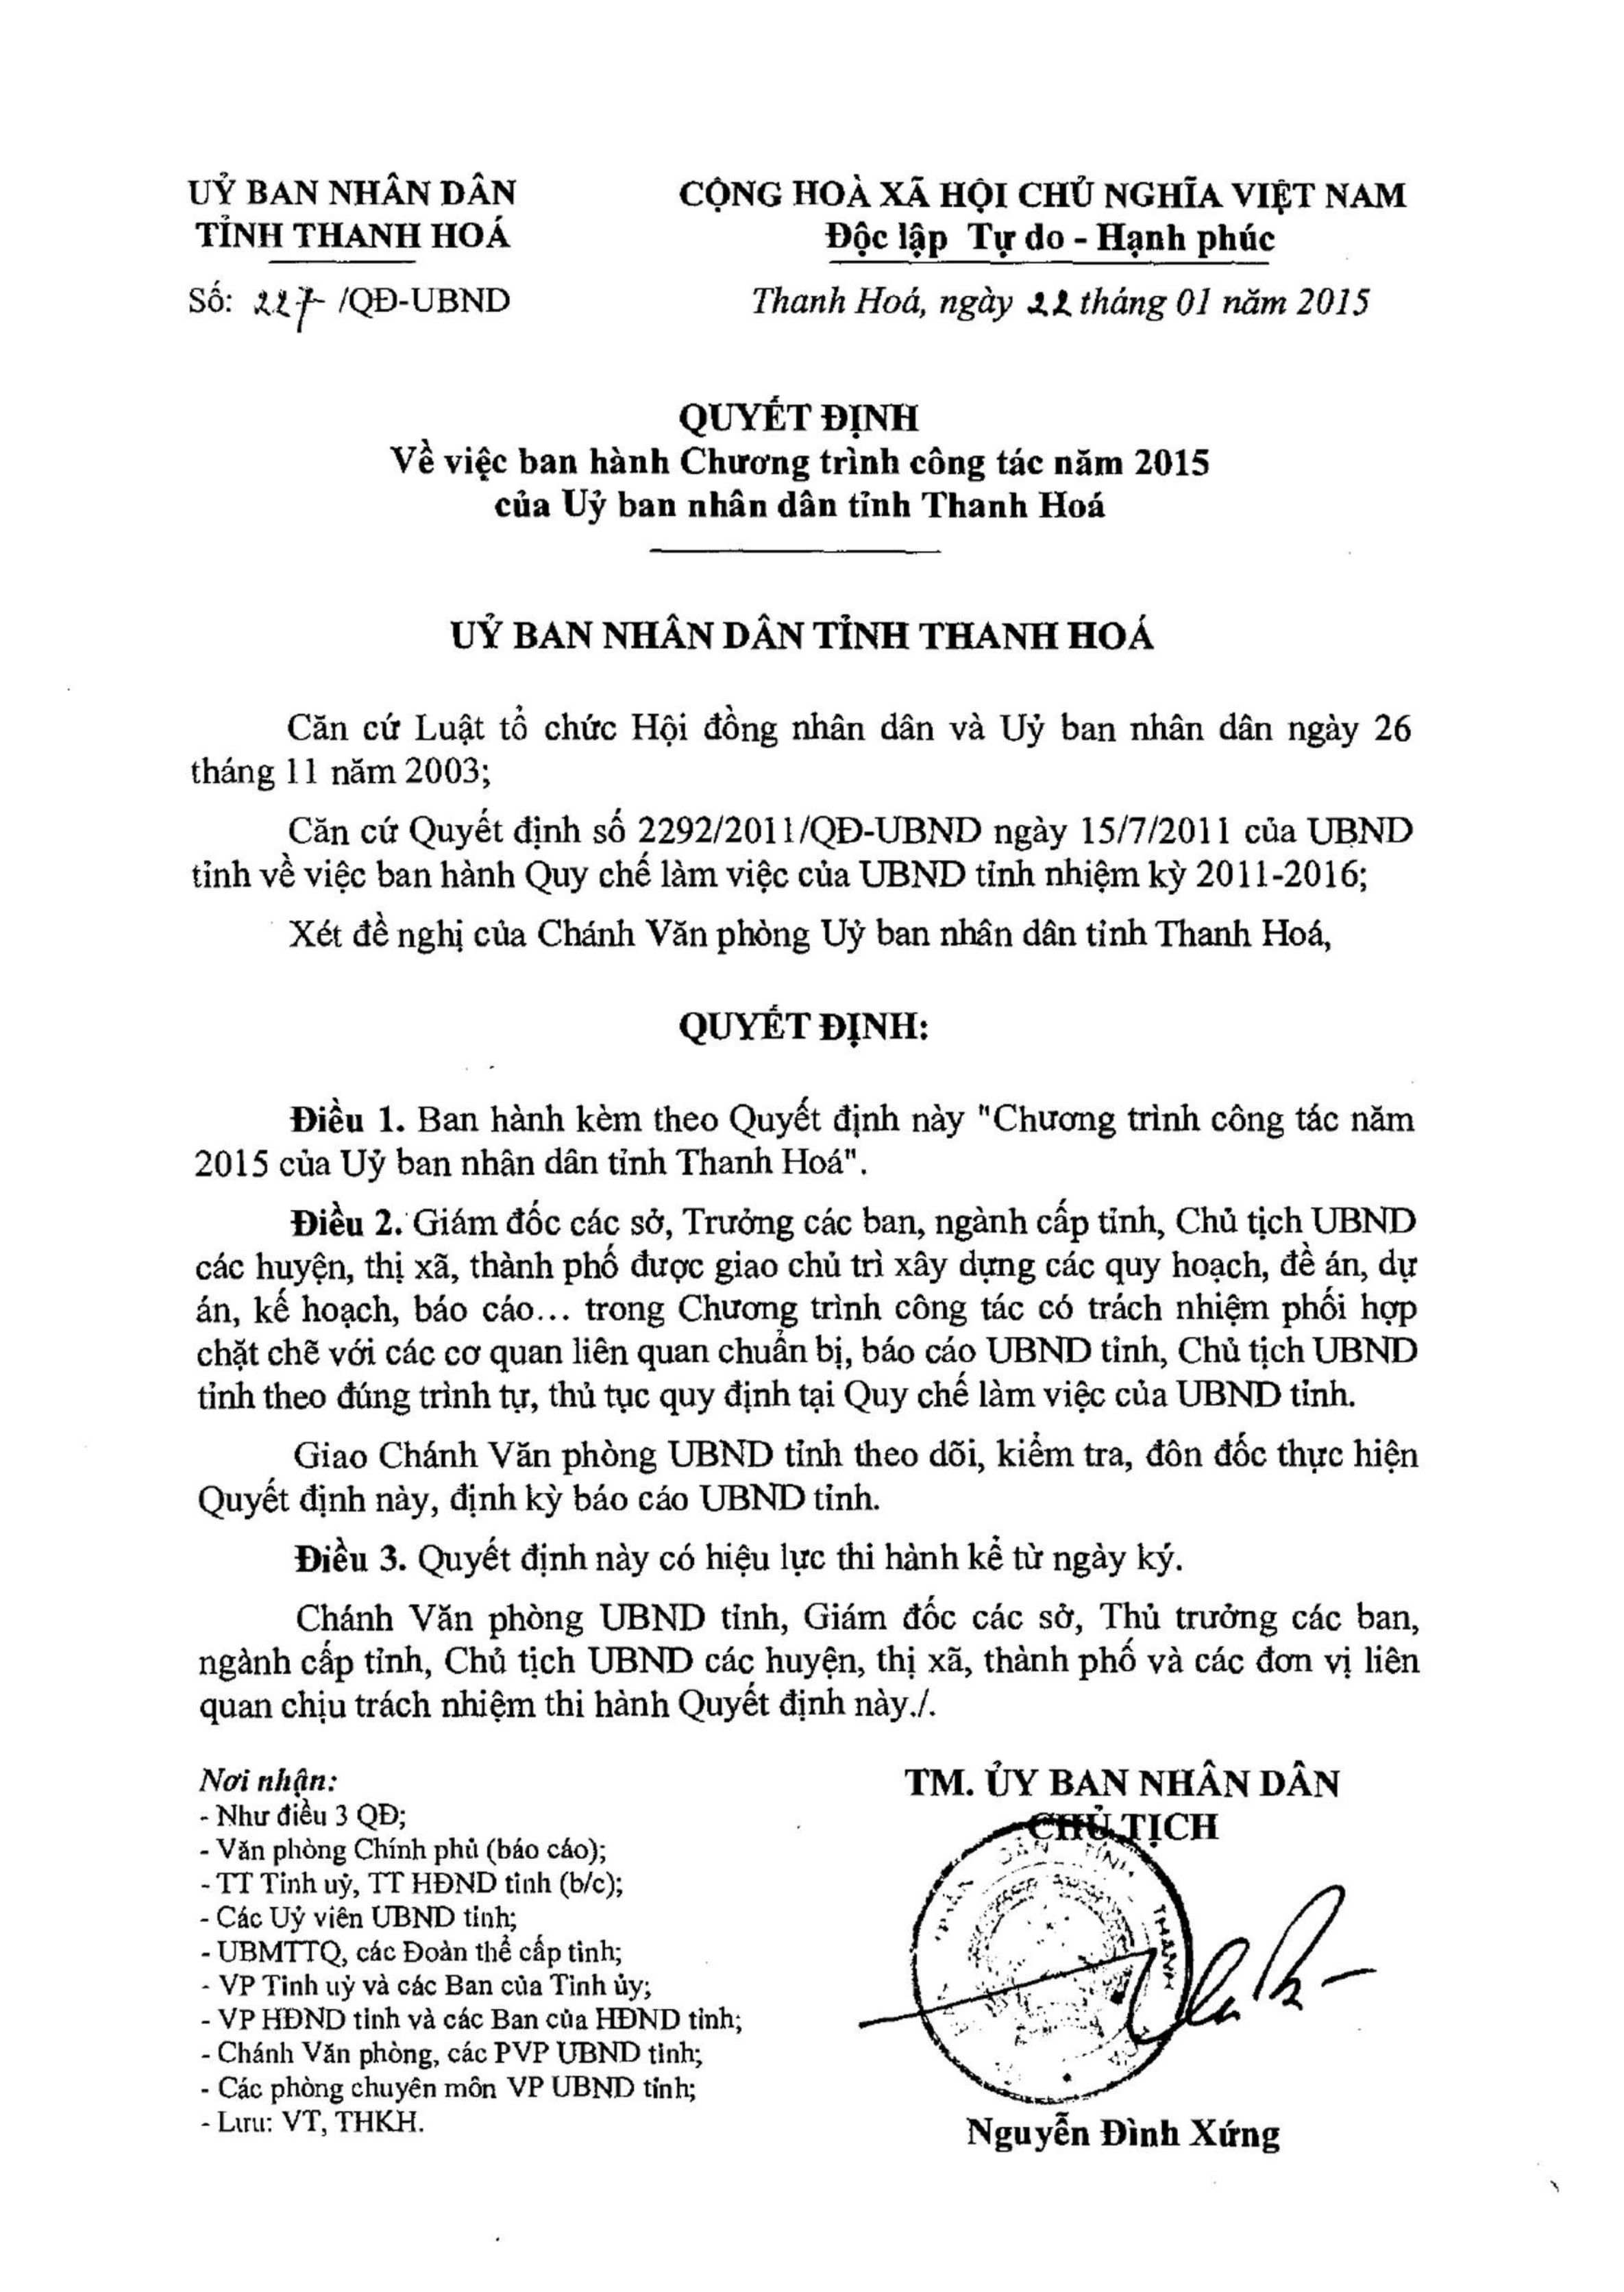 UỶ BAN NHÂN DÂN
TỈNH THANH HOÁ
Số: 227 /QĐ-UBND
CỘNG HOÀ XÃ HỘI CHỦ NGHĨA VIỆT NAM
Độc lập Tự do - Hạnh phúc
Thanh Hoá, ngày 22 tháng 01 năm 2015
QUYẾT ĐỊNH
Về việc ban hành Chương trình công tác năm 2015
của Uỷ ban nhân dân tỉnh Thanh Hoá
UỶ BAN NHÂN DÂN TỈNH THANH HOÁ
Căn cứ Luật tổ chức Hội đồng nhân dân và Uỷ ban nhân dân ngày 26
tháng 11 năm 2003;
Căn cứ Quyết định số 2292/2011/QĐ-UBND ngày 15/7/2011 của UBND
tỉnh về việc ban hành Quy chế làm việc của UBND tỉnh nhiệm kỳ 2011-2016;
Xét đề nghị của Chánh Văn phòng Uỷ ban nhân dân tỉnh Thanh Hoá,
QUYẾT ĐỊNH:
Điều 1. Ban hành kèm theo Quyết định này "Chương trình công tác năm
2015 của Uỷ ban nhân dân tỉnh Thanh Hoá".
Điều 2. Giám đốc các sở, Trưởng các ban, ngành cấp tỉnh, Chủ tịch UBND
các huyện, thị xã, thành phố được giao chủ trì xây dựng các quy hoạch, đề án, dự
án, kế hoạch, báo cáo... trong Chương trình công tác có trách nhiệm phối hợp
chặt chẽ với các cơ quan liên quan chuẩn bị, báo cáo UBND tỉnh, Chủ tịch UBND
tỉnh theo đúng trình tự, thủ tục quy định tại Quy chế làm việc của UBND tỉnh.
Giao Chánh Văn phòng UBND tỉnh theo dõi, kiểm tra, đôn đốc thực hiện
Quyết định này, định kỳ báo cáo UBND tỉnh.
Điều 3. Quyết định này có hiệu lực thi hành kể từ ngày ký.
Chánh Văn phòng UBND tỉnh, Giám đốc các sở, Thủ trưởng các ban,
ngành cấp tỉnh, Chủ tịch UBND các huyện, thị xã, thành phố và các đơn vị liên
quan chịu trách nhiệm thi hành Quyết định này./.
Nơi nhận:
- Như điều 3 QĐ;
- Văn phòng Chính phủ (báo cáo);
- TT Tỉnh uỷ, TT HĐND tỉnh (b/c);
- Các Uỷ viên UBND tỉnh;
- UBMTTQ, các Đoàn thể cấp tỉnh;
- VP Tỉnh uỷ và các Ban của Tỉnh ủy;
- VP HĐND tỉnh và các Ban của HĐND tỉnh;
- Chánh Văn phòng, các PVP UBND tỉnh;
- Các phòng chuyên môn VP UBND tỉnh;
- Lưu: VT, THKH.
TM. ỦY BAN NHÂN DÂN
CHỦ TỊCH
Nguyễn Đình Xứng